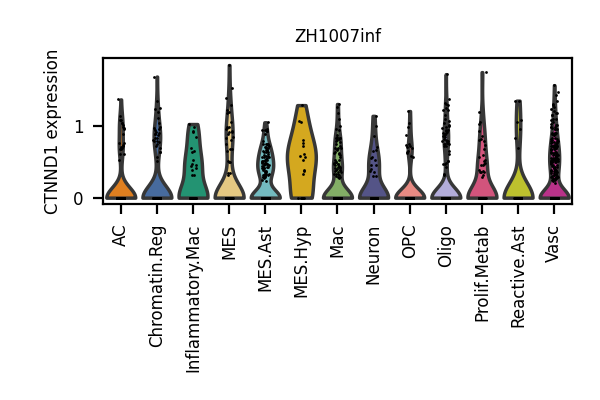 ZH1007inf
CTNND1 expression
1
0
AC
Chromatin.Reg
Inflammatory.Mac
MES
MES.Ast
MES.Hyp
Mac
Neuron
OPC
Oligo
Prolif.Metab
Reactive.Ast
Vasc